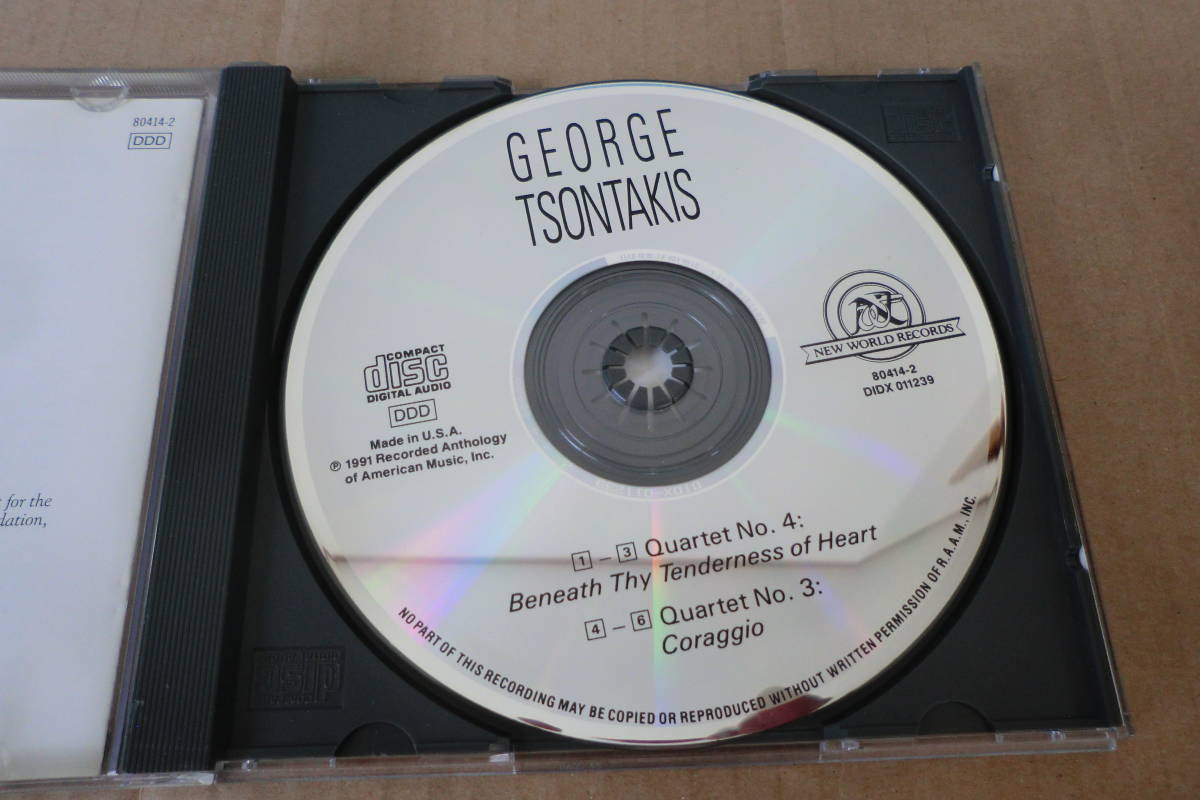 80414-2
DDD
for the
dation,
GEORGE
TSONTAKIS
COMPACT
disc
DIGITAL AUDIO
DDD
Made in U.S.A.
℗ 1991 Recorded Anthology
of American Music, Inc.
NEW WORLD RECORDS
80414-2
DIDX 011239
1 – 3 Quartet No. 4:
Beneath Thy Tenderness of Heart
4 – 6 Quartet No. 3:
Coraggio
NO PART OF THIS RECORDING MAY BE COPIED OR REPRODUCED WITHOUT WRITTEN PERMISSION OF R.A.A.M., INC.